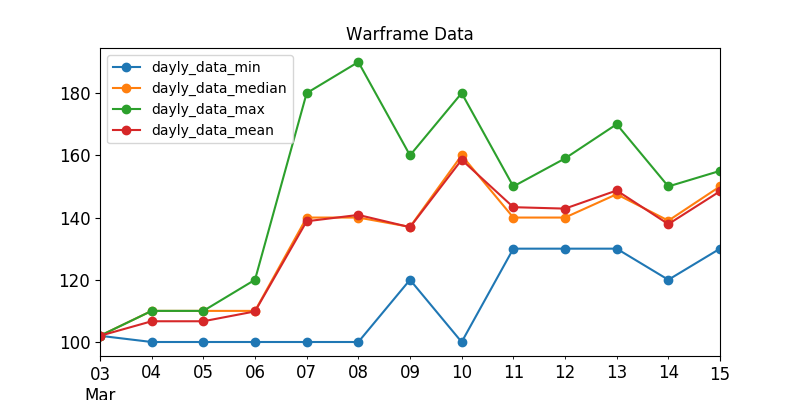 Warframe Data
dayly_data_min
dayly_data_median
dayly_data_max
dayly_data_mean
180
160
140
120
100
03 04 05 06 07 08 09 10 11 12 13 14 15
Mar